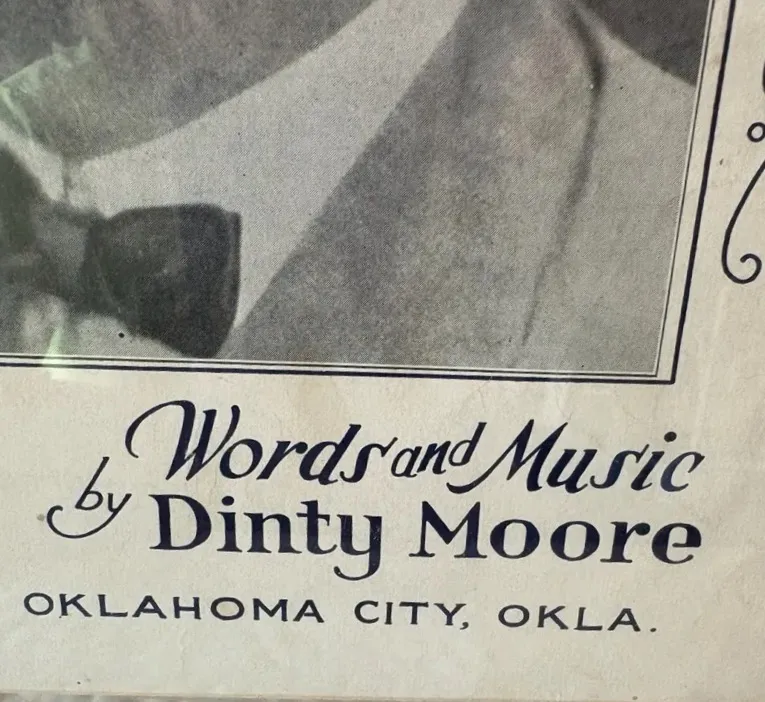 Words and Music
by Dinty Moore
OKLAHOMA CITY, OKLA.